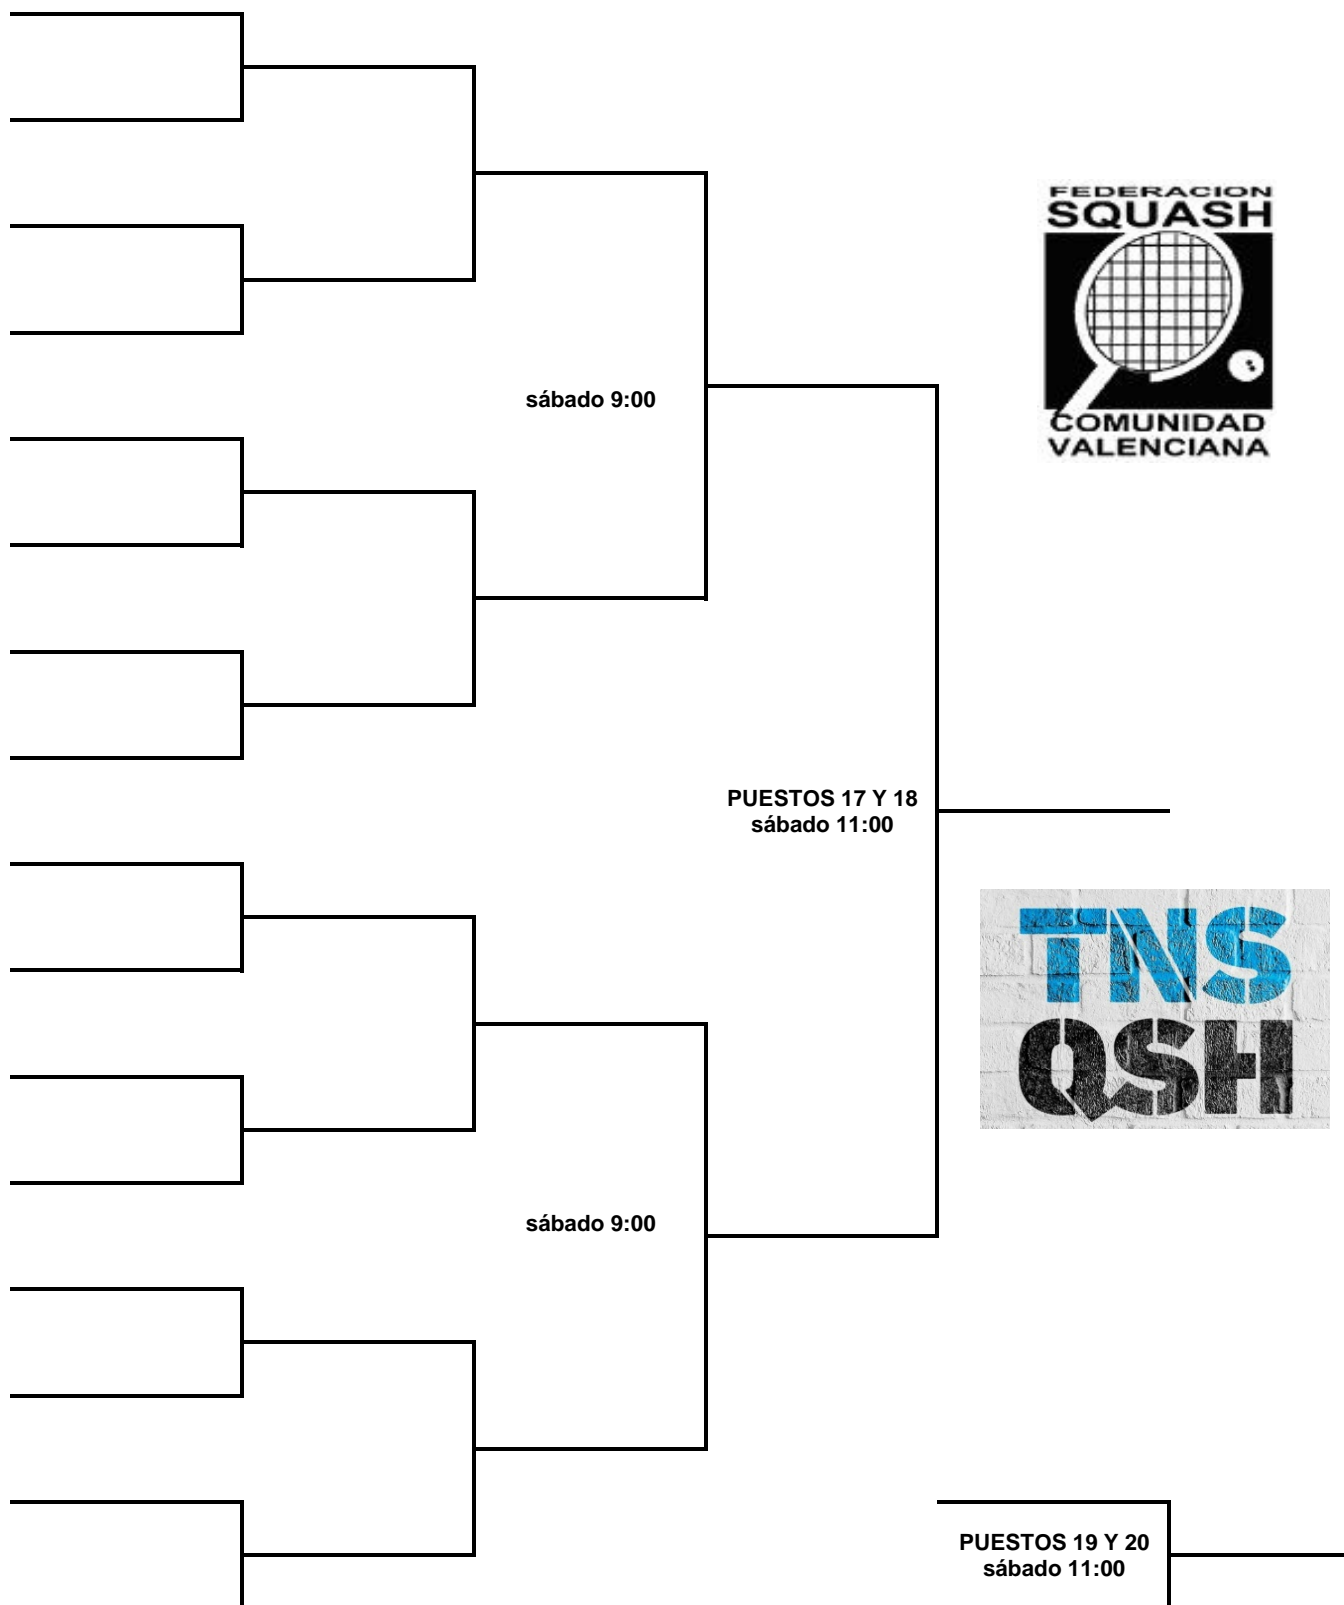 FEDERACION
SQUASH
COMUNIDAD
VALENCIANA
sábado 9:00
PUESTOS 17 Y 18
sábado 11:00
TNS
QSH
sábado 9:00
PUESTOS 19 Y 20
sábado 11:00